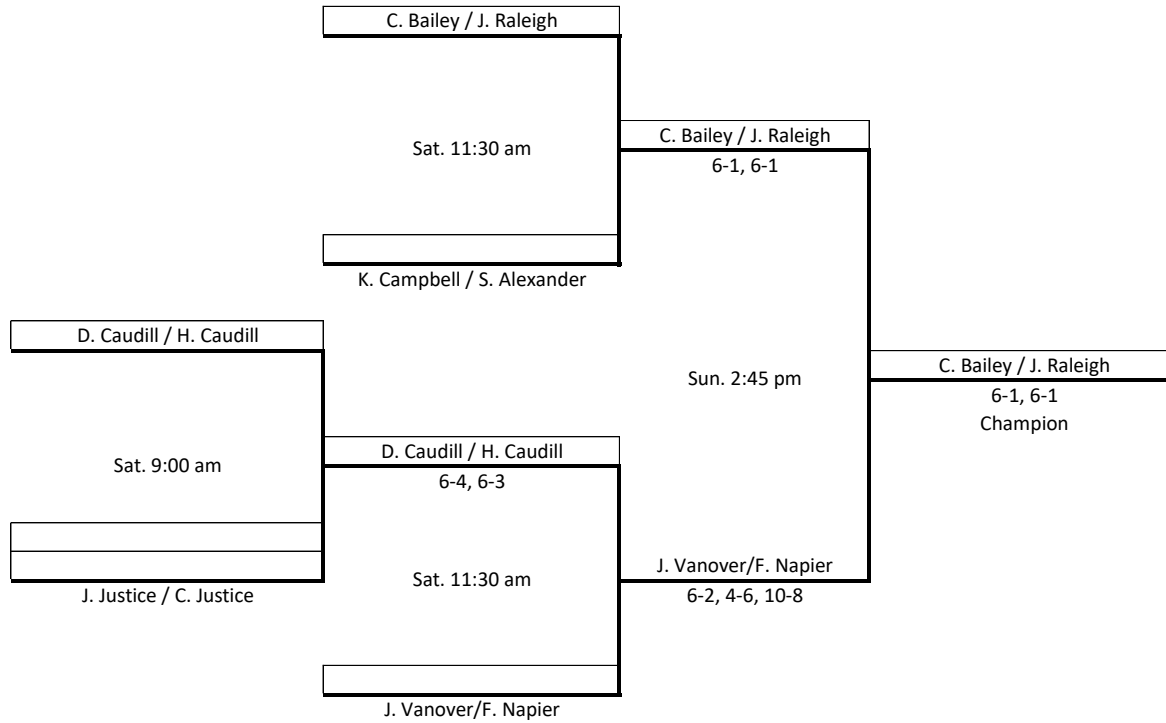 C. Bailey / J. Raleigh
Sat. 11:30 am
C. Bailey / J. Raleigh
6-1, 6-1
K. Campbell / S. Alexander
D. Caudill / H. Caudill
Sun. 2:45 pm
C. Bailey / J. Raleigh
6-1, 6-1
Champion
Sat. 9:00 am
D. Caudill / H. Caudill
6-4, 6-3
J. Justice / C. Justice
Sat. 11:30 am
J. Vanover/F. Napier
6-2, 4-6, 10-8
J. Vanover/F. Napier